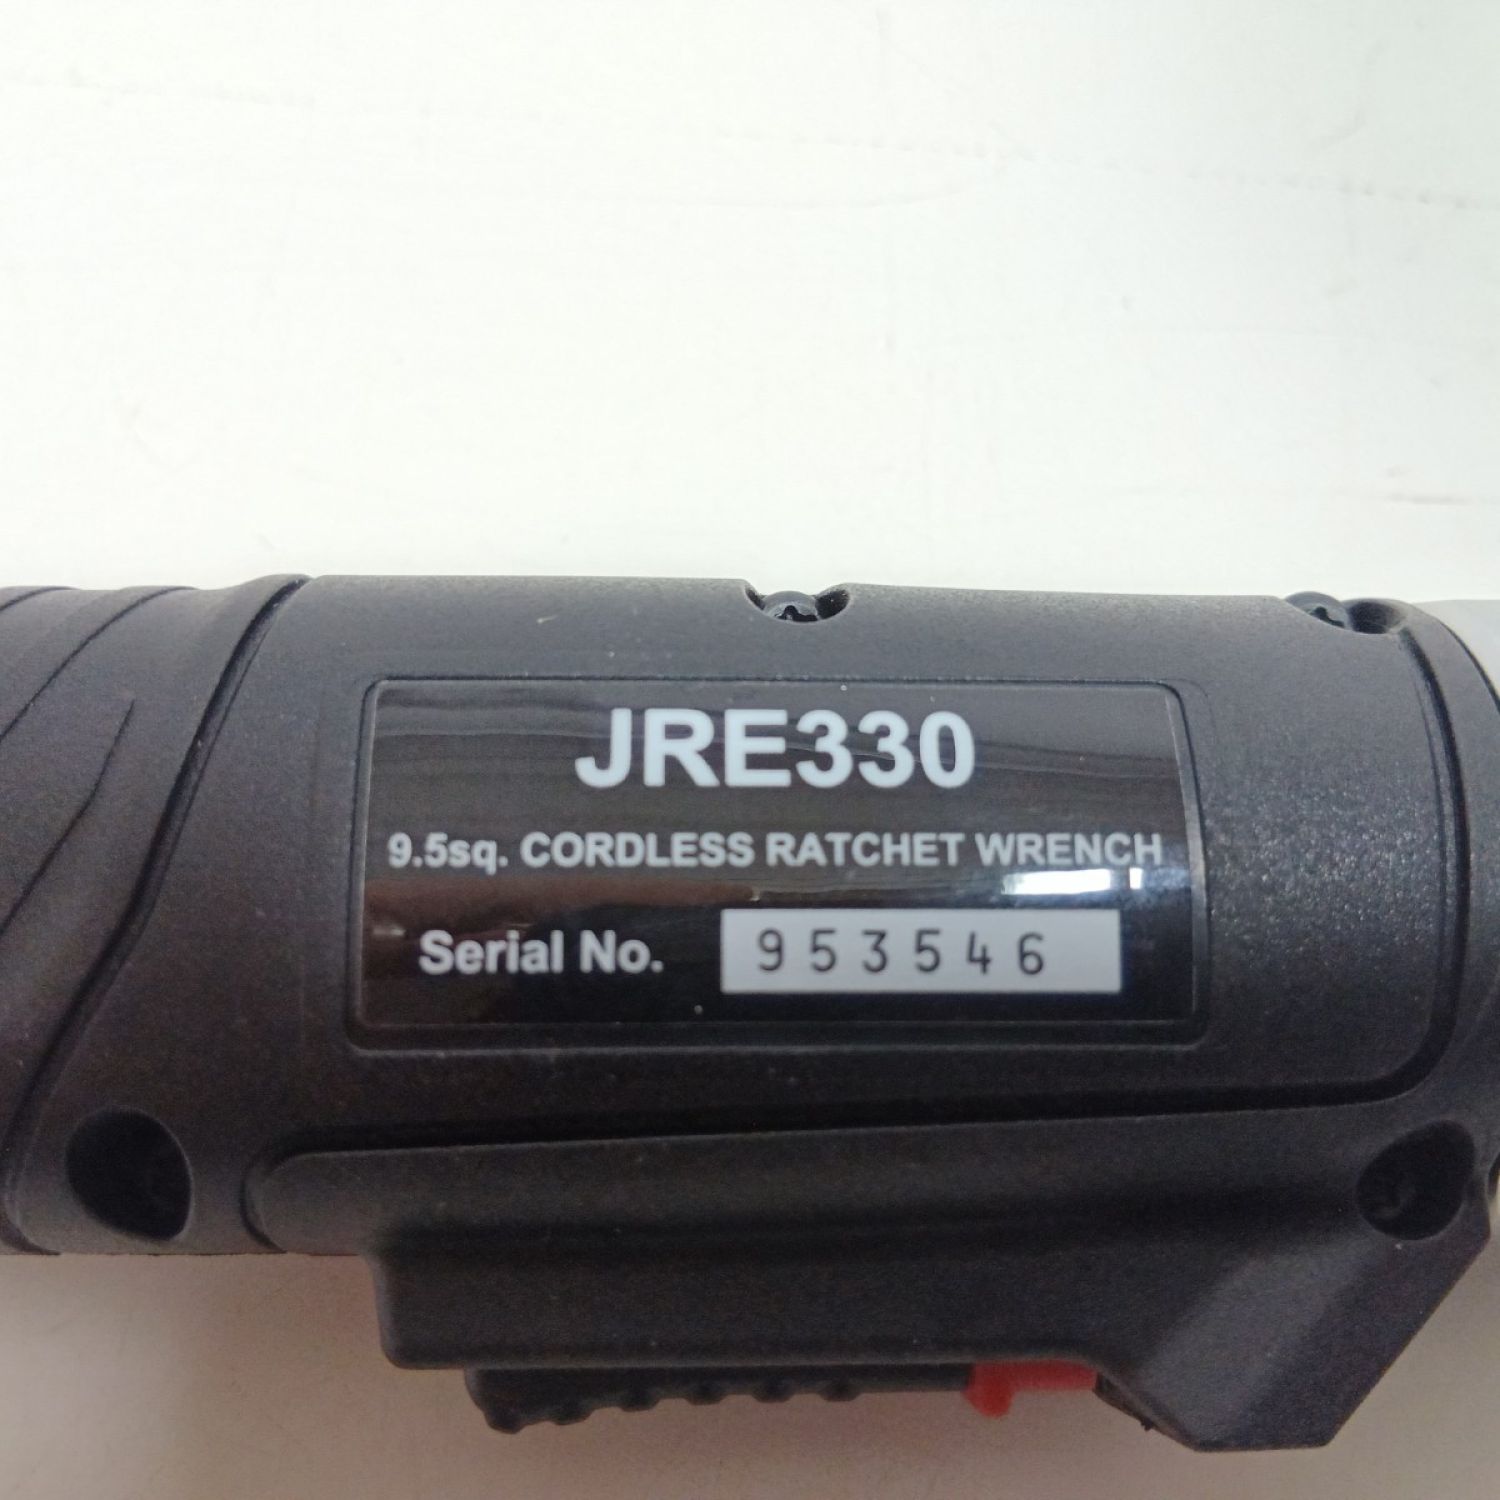 JRE330
9.5sq. CORDLESS RATCHET WRENCH
Serial No. 953546